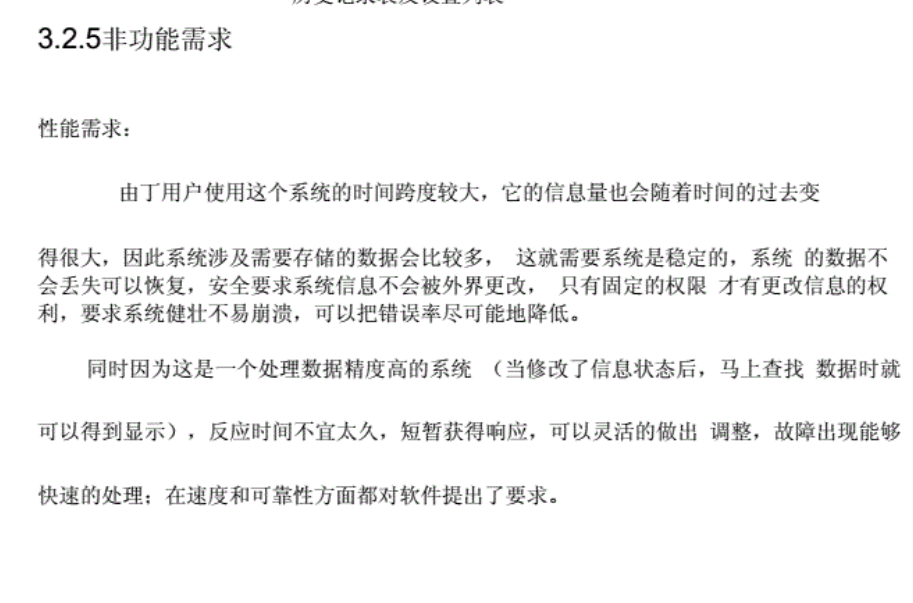 历史记录表及设置列表
3.2.5非功能需求
性能需求：
由丁用户使用这个系统的时间跨度较大，它的信息量也会随着时间的过去变
得很大，因此系统涉及需要存储的数据会比较多， 这就需要系统是稳定的，系统 的数据不
会丢失可以恢复，安全要求系统信息不会被外界更改， 只有固定的权限 才有更改信息的权
利，要求系统健壮不易崩溃，可以把错误率尽可能地降低。
同时因为这是一个处理数据精度高的系统 （当修改了信息状态后，马上查找 数据时就
可以得到显示），反应时间不宜太久，短暂获得响应，可以灵活的做出 调整，故障出现能够
快速的处理；在速度和可靠性方面都对软件提出了要求。